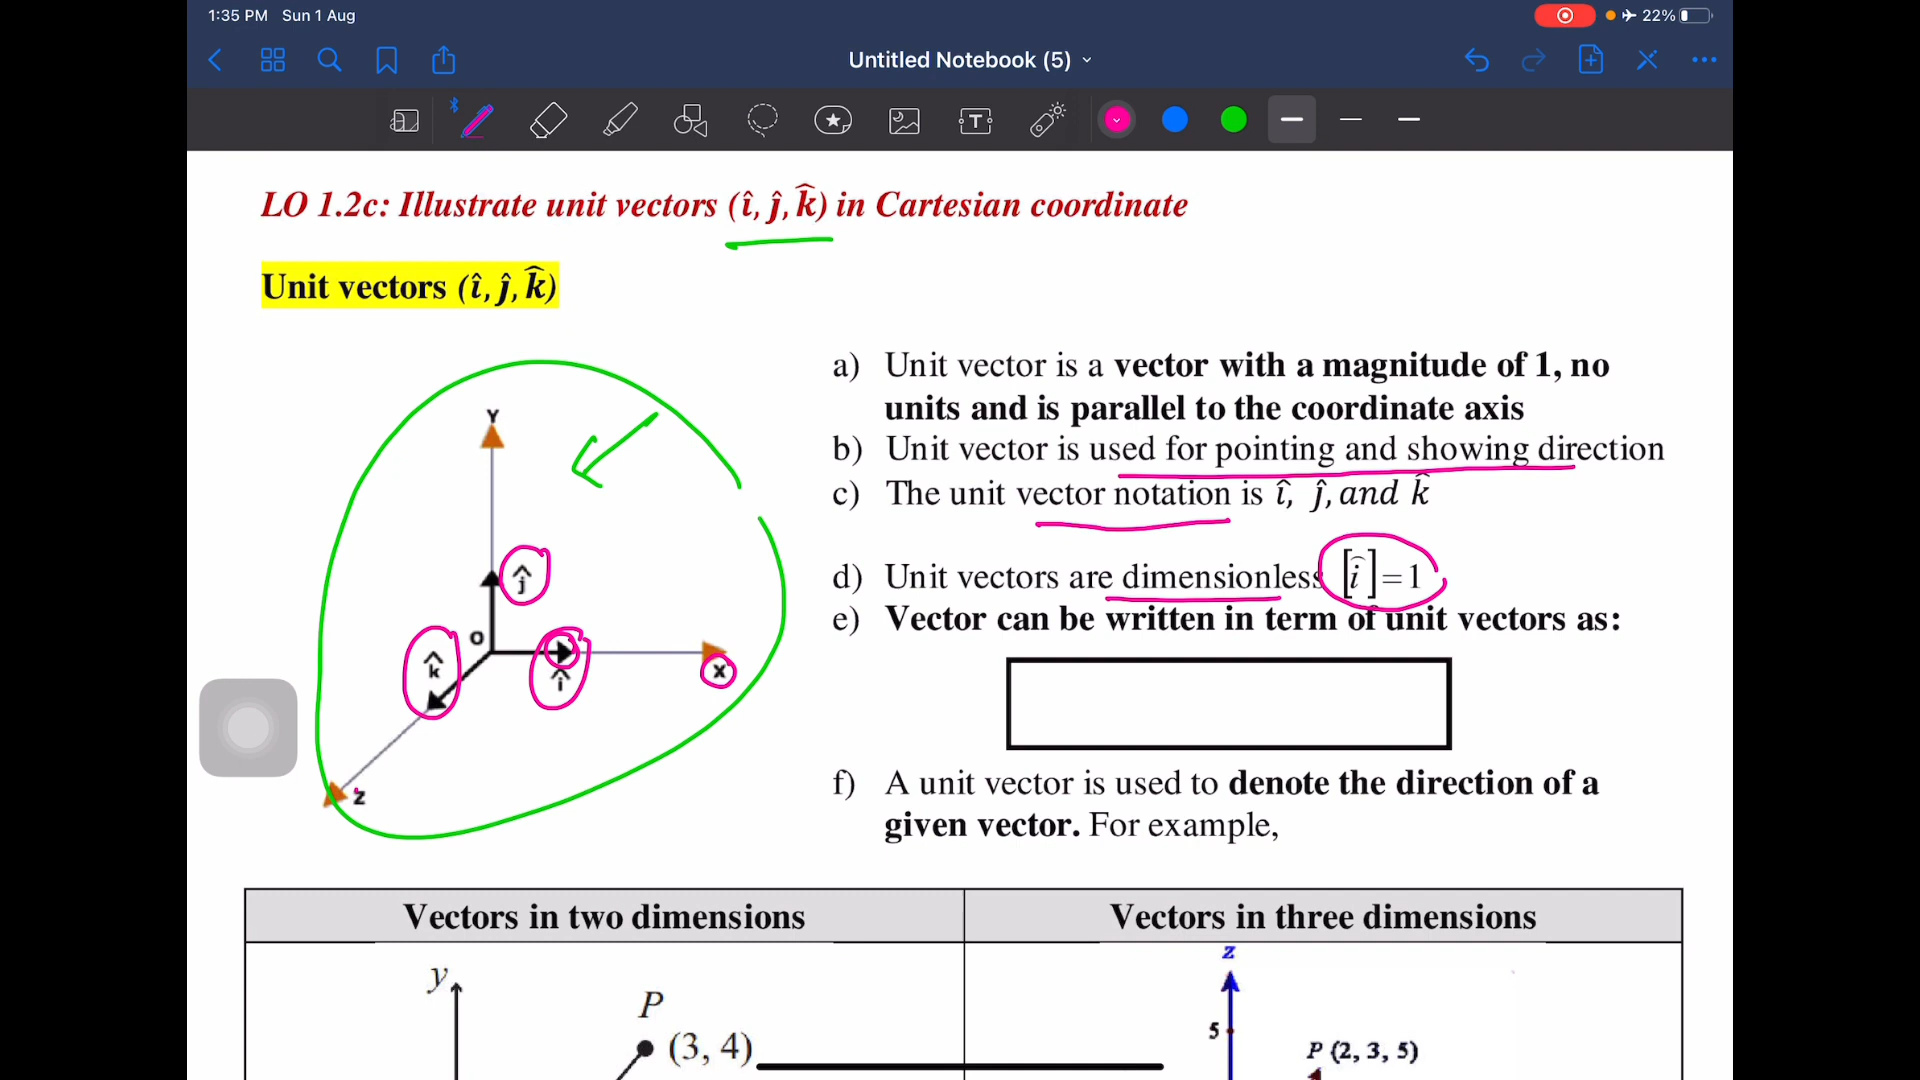 1:35 PM Sun 1 Aug
22%
Untitled Notebook (5)
LO 1.2c: Illustrate unit vectors (î, ĵ, k̂) in Cartesian coordinate
Unit vectors (î, ĵ, k̂)
a) Unit vector is a vector with a magnitude of 1, no
units and is parallel to the coordinate axis
b) Unit vector is used for pointing and showing direction
c) The unit vector notation is î, ĵ, and k̂
d) Unit vectors are dimensionless [î] = 1
e) Vector can be written in term of unit vectors as:
Y
ĵ
O
k̂
î
x
z
f) A unit vector is used to denote the direction of a
given vector. For example,
Vectors in two dimensions
Vectors in three dimensions
y
P
(3, 4)
z
5
P (2, 3, 5)